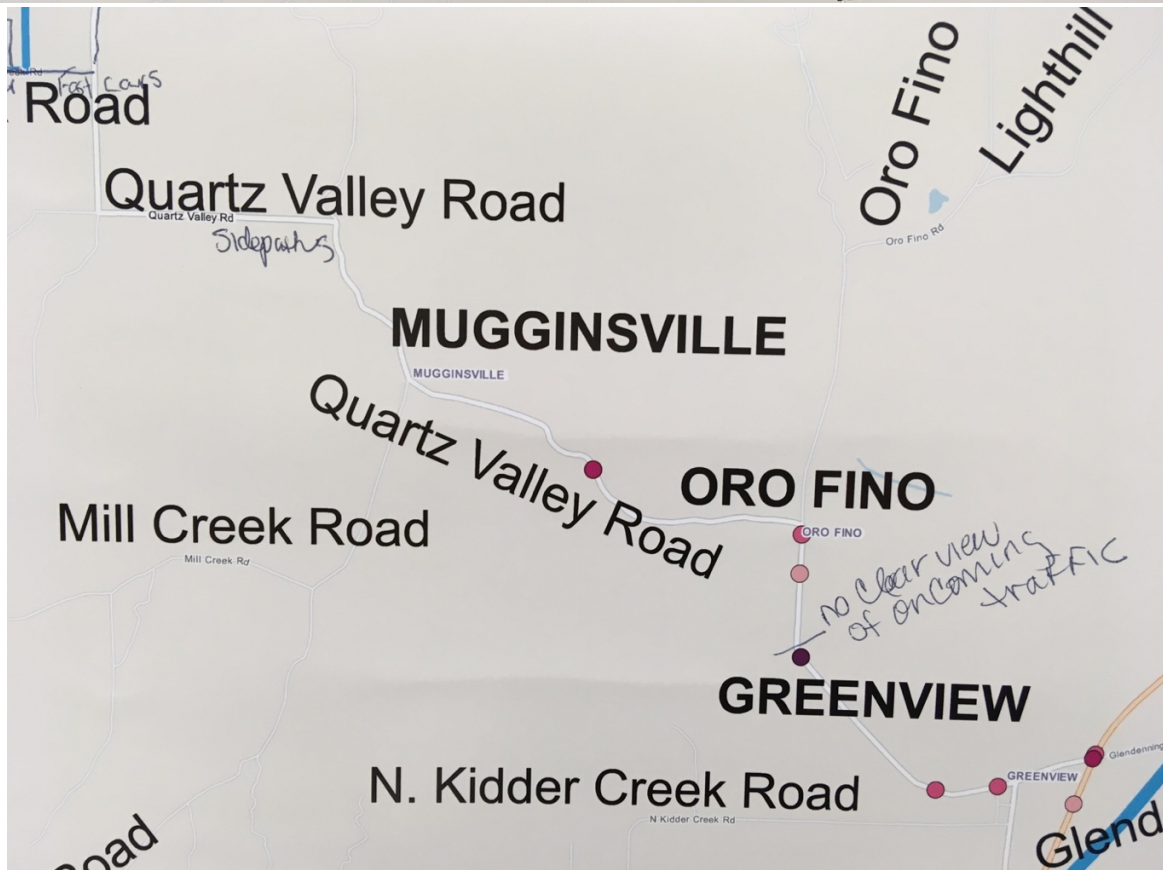 Fast Cars
Road
Oro Fino
Lighthill
Quartz Valley Road
Quartz Valley Rd
Sidepaths
Oro Fino Rd
MUGGINSVILLE
MUGGINSVILLE
Quartz Valley Road
ORO FINO
ORO FINO
Mill Creek Road
Mill Creek Rd
no clear view
of oncoming
traffic
GREENVIEW
Glendenning
GREENVIEW
N. Kidder Creek Road
N Kidder Creek Rd
Glend
Road